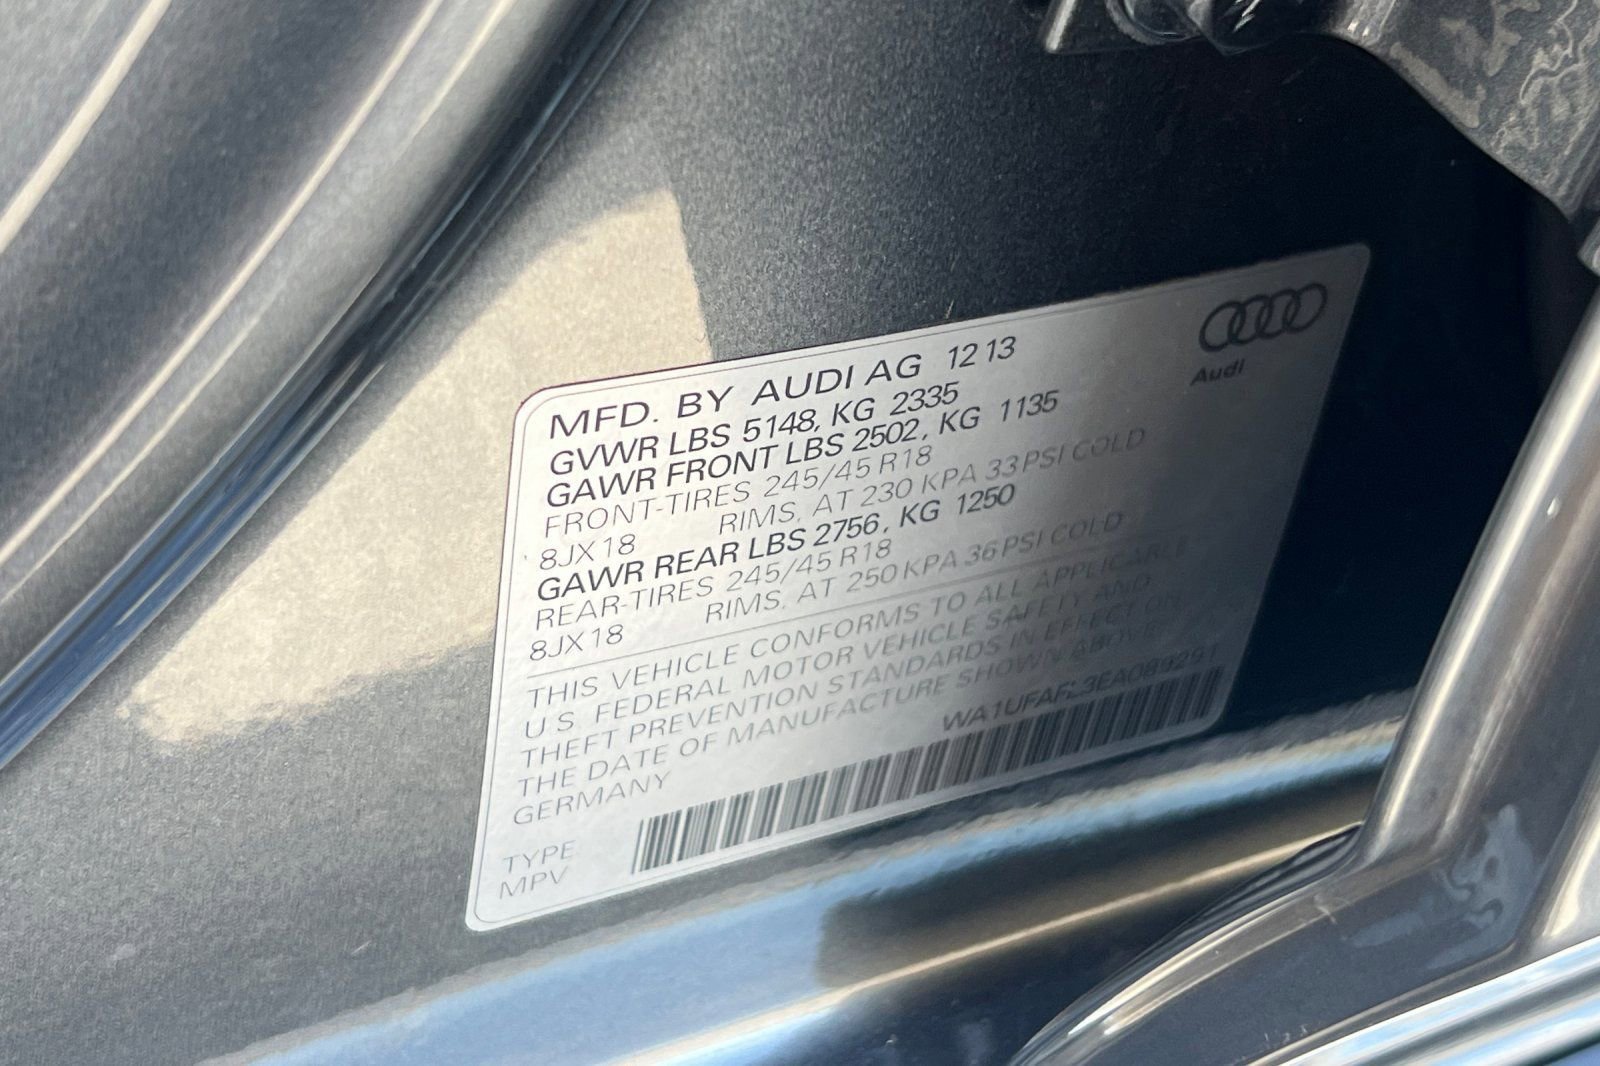 MFD. BY AUDI AG 12 13
Audi
GVWR LBS 5148, KG 2335
GAWR FRONT LBS 2502, KG 1135
FRONT-TIRES 245/45 R18
8JX18 RIMS, AT 230 KPA 33 PSI COLD
GAWR REAR LBS 2756, KG 1250
REAR-TIRES 245/45 R18
8JX18 RIMS, AT 250 KPA 36 PSI COLD
THIS VEHICLE CONFORMS TO ALL APPLICABLE
U.S. FEDERAL MOTOR VEHICLE SAFETY AND
THEFT PREVENTION STANDARDS IN EFFECT ON
THE DATE OF MANUFACTURE SHOWN ABOVE
GERMANY
WA1UFAFL3EA089291
TYPE
MPV